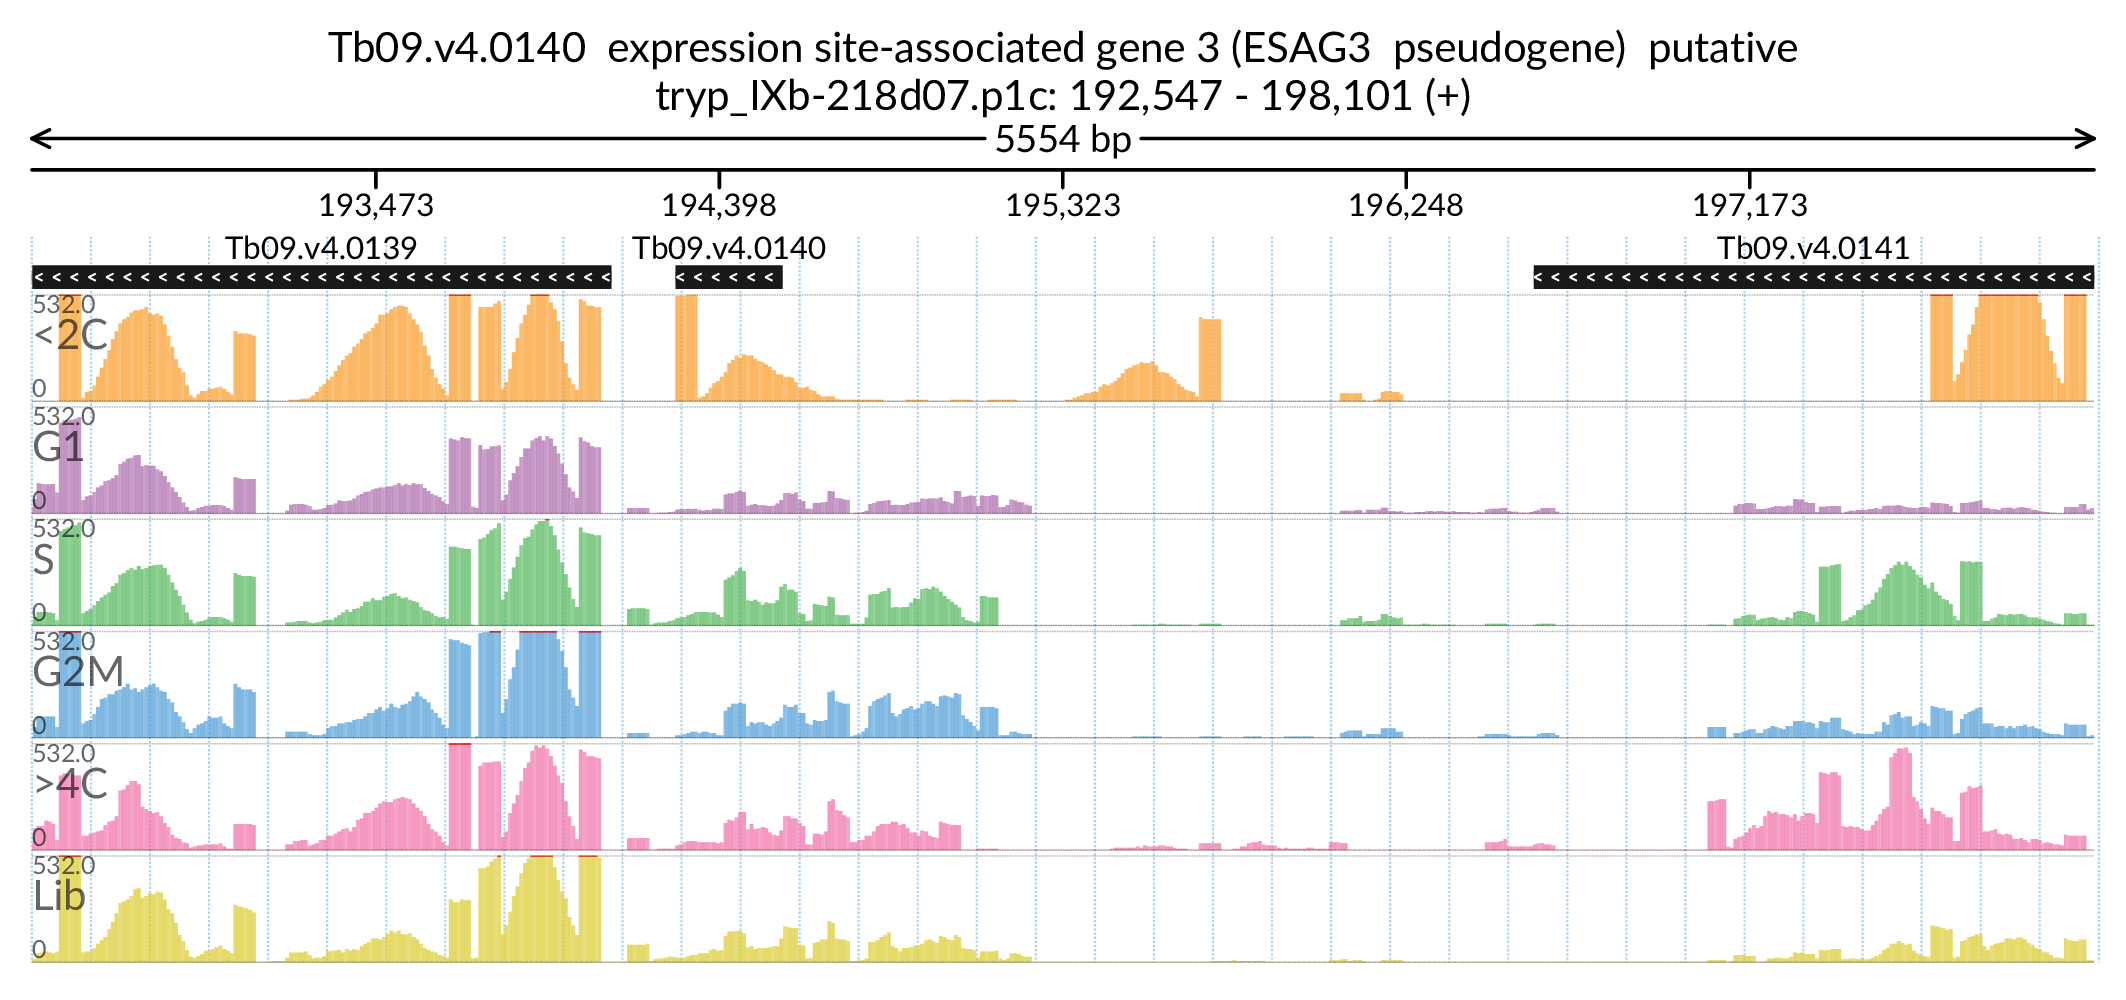 Tb09.v4.0140  expression site-associated gene 3 (ESAG3  pseudogene)  putative
tryp_IXb-218d07.p1c: 192,547 - 198,101 (+)
5554 bp
193,473 194,398 195,323 196,248 197,173
Tb09.v4.0139 Tb09.v4.0140 Tb09.v4.0141
532.0
<2C
0
532.0
G1
0
532.0
S
0
532.0
G2M
0
532.0
>4C
0
532.0
Lib
0